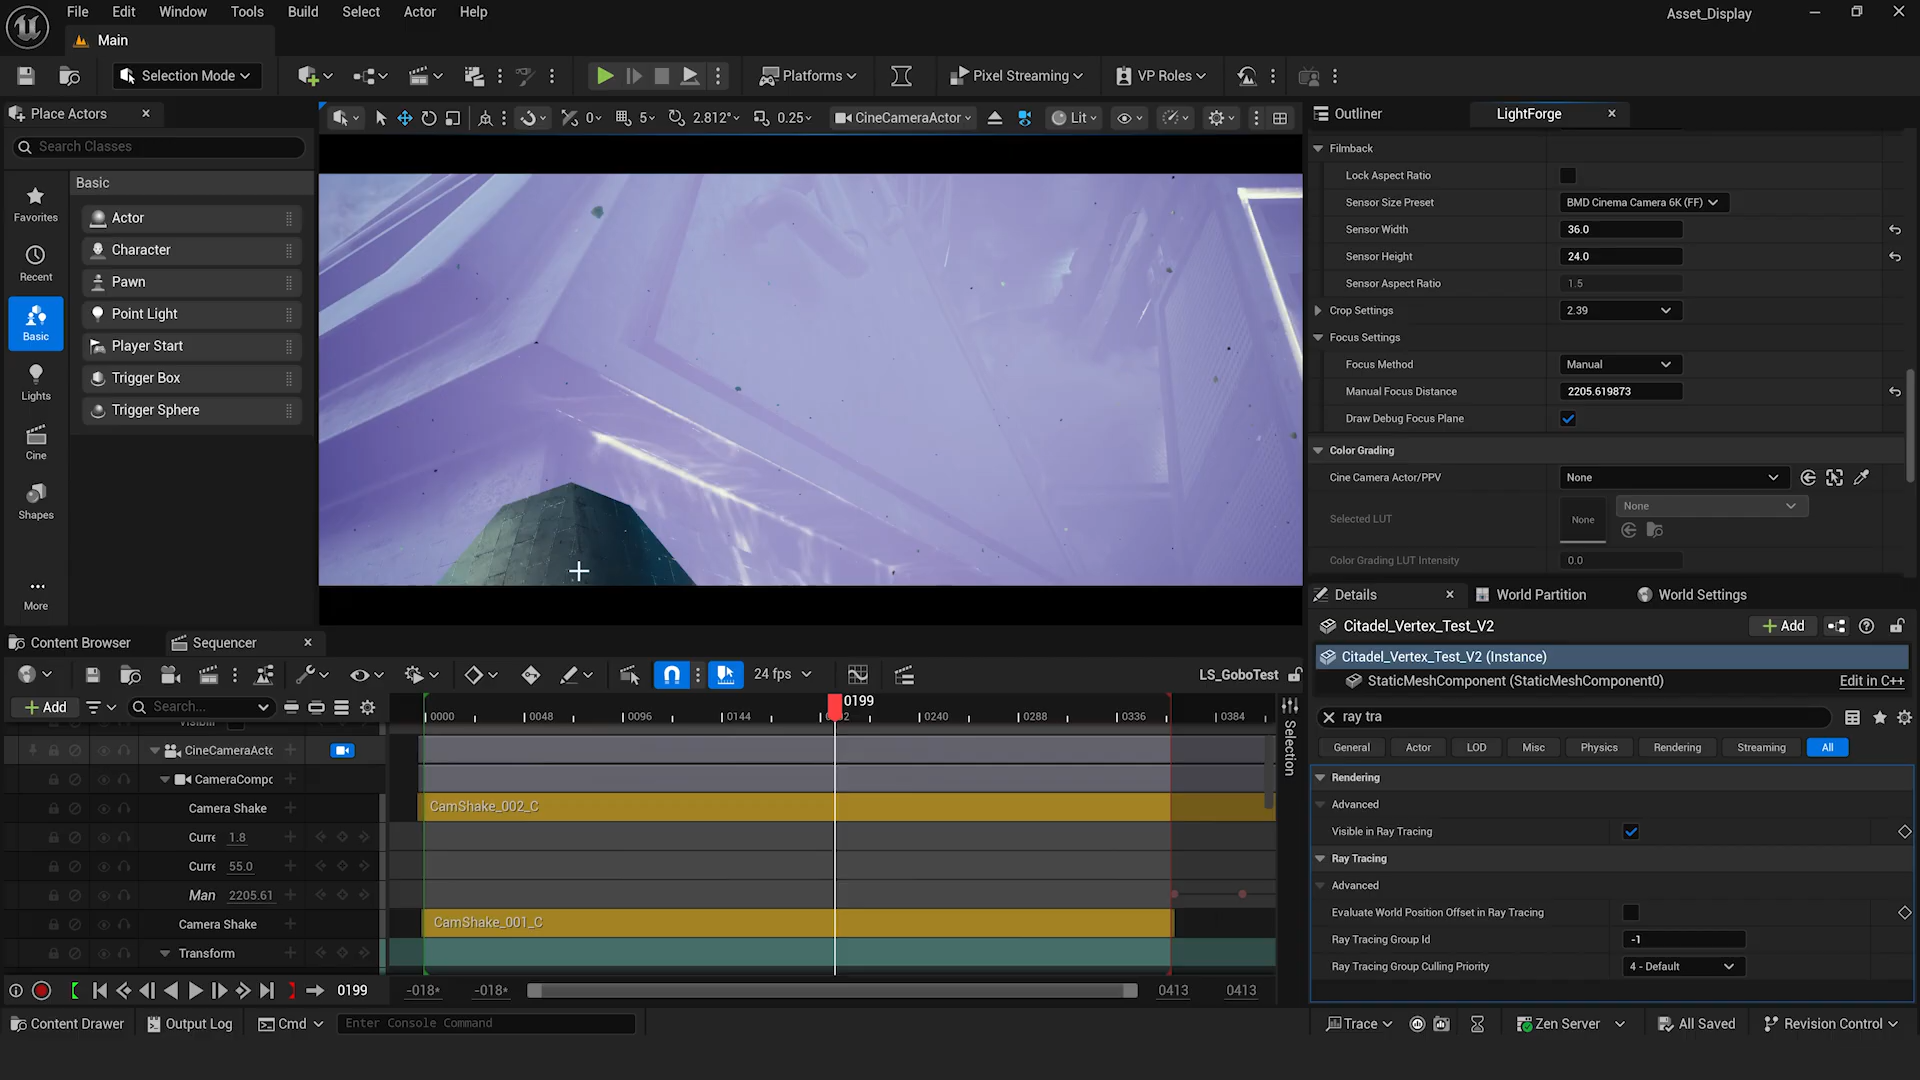 File Edit Window Tools Build Select Actor Help
Asset_Display
Main
Selection Mode
Platforms
Pixel Streaming
VP Roles
Place Actors
Search Classes
Favorites
Recent
Basic
Lights
Cine
Shapes
More
Basic
Actor
Character
Pawn
Point Light
Player Start
Trigger Box
Trigger Sphere
0 5 2.812° 0.25 CineCameraActor Lit
Outliner LightForge
Filmback
Lock Aspect Ratio
Sensor Size Preset BMD Cinema Camera 6K (FF)
Sensor Width 36.0
Sensor Height 24.0
Sensor Aspect Ratio 1.5
Crop Settings 2.39
Focus Settings
Focus Method Manual
Manual Focus Distance 2205.619873
Draw Debug Focus Plane
Color Grading
Cine Camera Actor/PPV None
Selected LUT None None
Color Grading LUT Intensity 0.0
Details World Partition World Settings
Citadel_Vertex_Test_V2 Add
Citadel_Vertex_Test_V2 (Instance)
StaticMeshComponent (StaticMeshComponent0) Edit in C++
ray tra
General Actor LOD Misc Physics Rendering Streaming All
Rendering
Advanced
Visible in Ray Tracing
Ray Tracing
Advanced
Evaluate World Position Offset in Ray Tracing
Ray Tracing Group Id -1
Ray Tracing Group Culling Priority 4 - Default
Content Browser Sequencer
24 fps LS_GoboTest
Add Search...
0199
0000 0048 0096 0144 0240 0288 0336 0384
Selection
CineCameraActo
CameraCompo
Camera Shake CamShake_002_C
Curre 1.8
Curre 55.0
Man 2205.61
Camera Shake CamShake_001_C
Transform
0199 -018* -018* 0413 0413
Content Drawer Output Log Cmd Enter Console Command
Trace Zen Server All Saved Revision Control